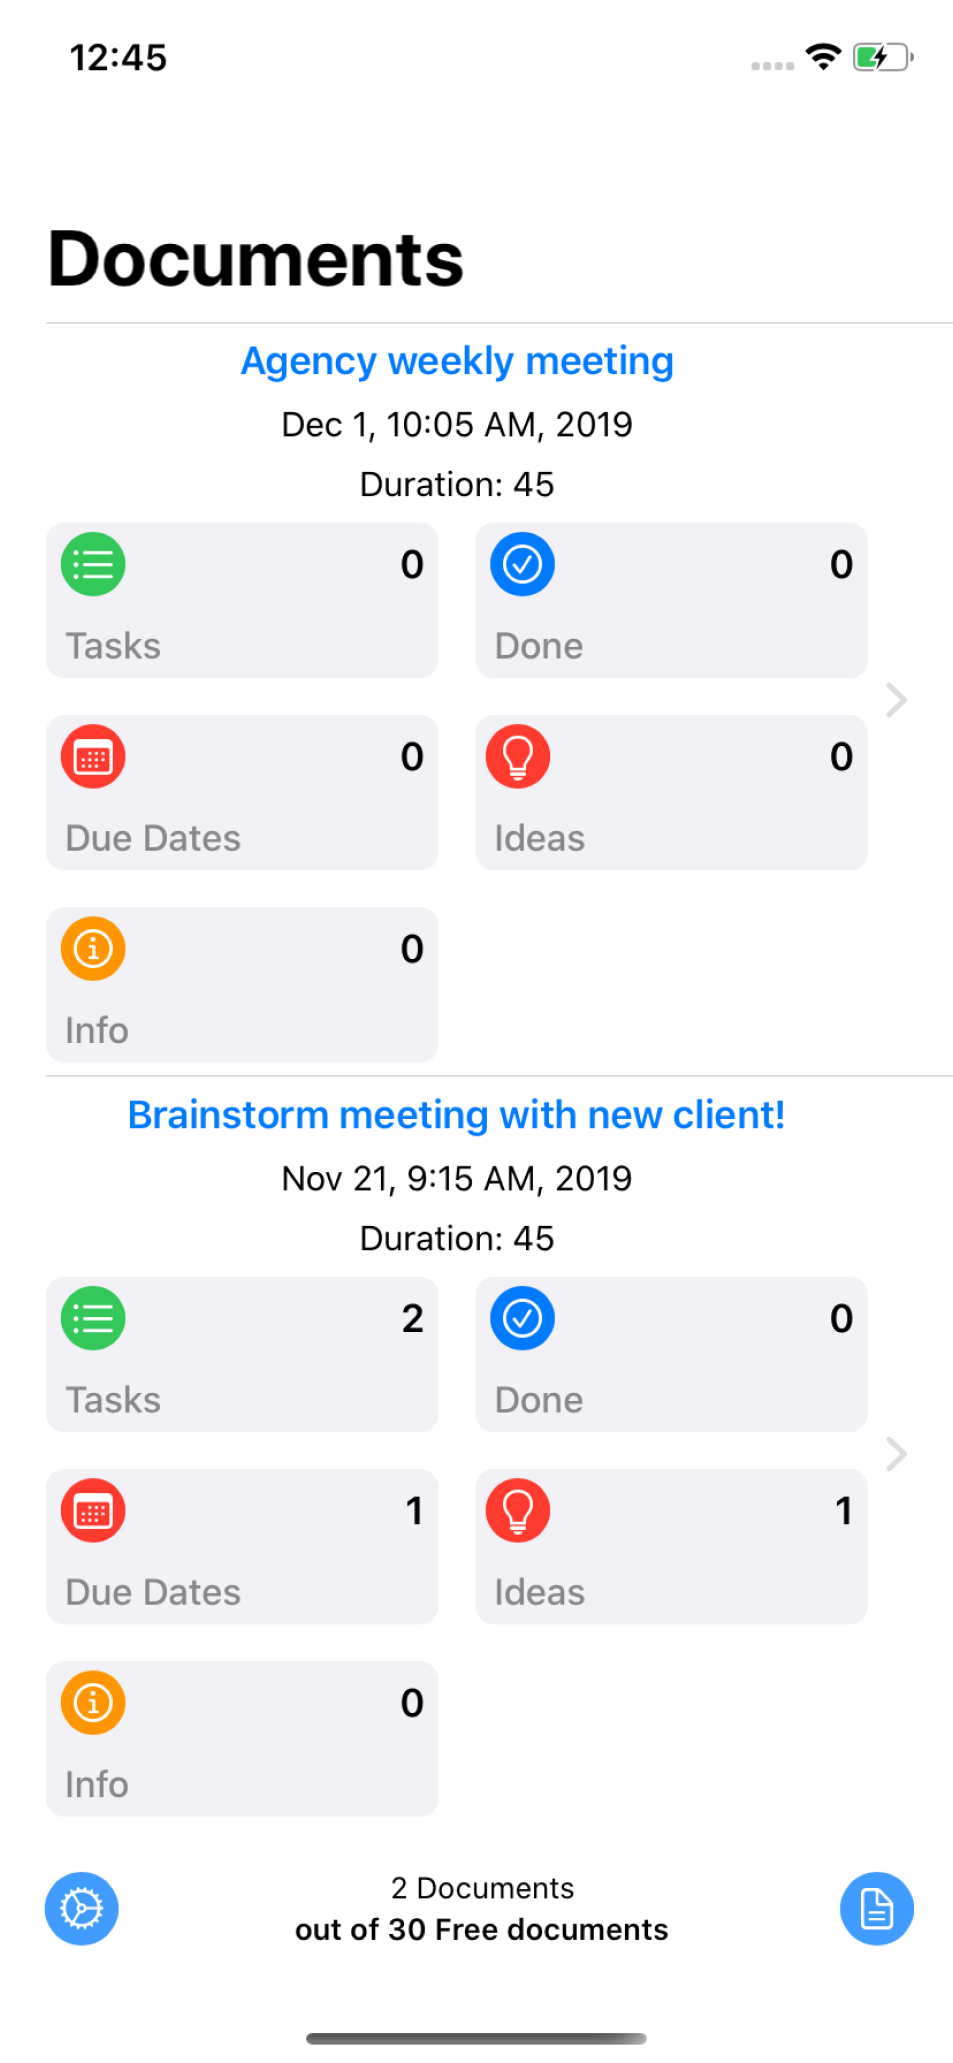 12:45
Documents
Agency weekly meeting
Dec 1, 10:05 AM, 2019
Duration: 45
0 0
Tasks Done
0 0
Due Dates Ideas
0
Info
Brainstorm meeting with new client!
Nov 21, 9:15 AM, 2019
Duration: 45
2 0
Tasks Done
1 1
Due Dates Ideas
0
Info
2 Documents
out of 30 Free documents